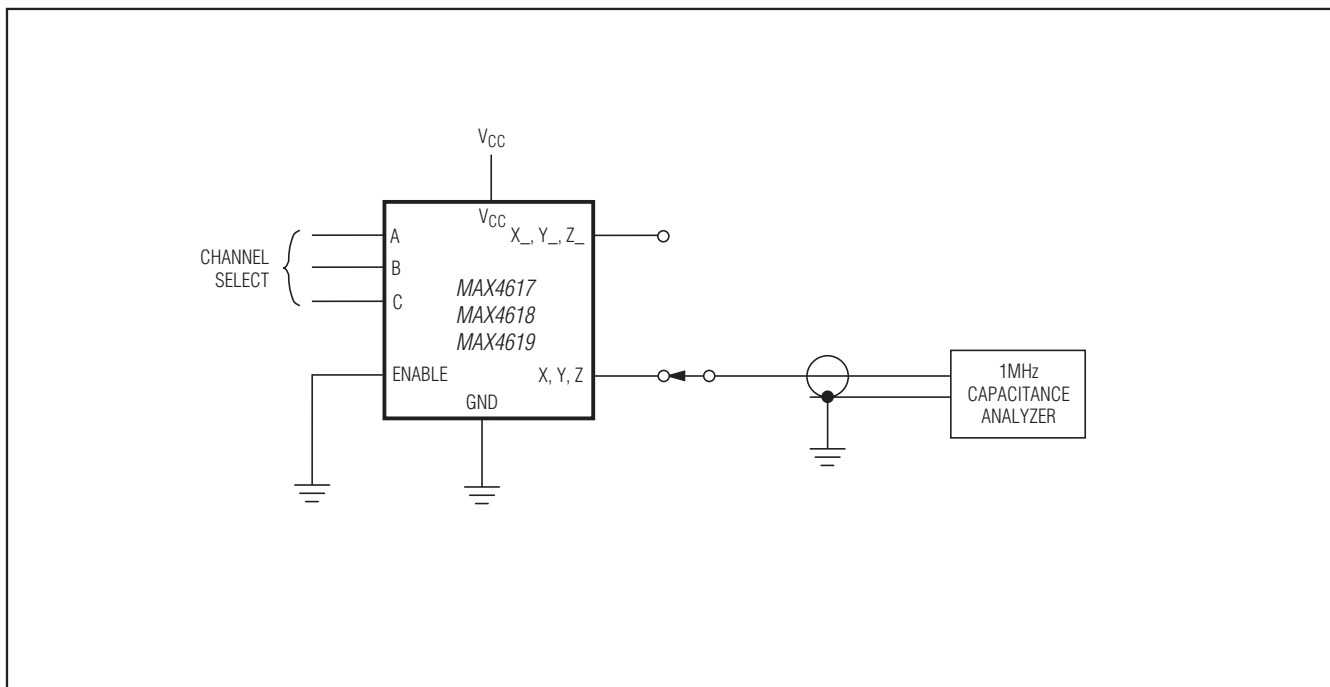 VCC
VCC
X_, Y_, Z_
A
CHANNEL
SELECT
B
C
MAX4617
MAX4618
MAX4619
ENABLE
X, Y, Z
GND
1MHz
CAPACITANCE
ANALYZER